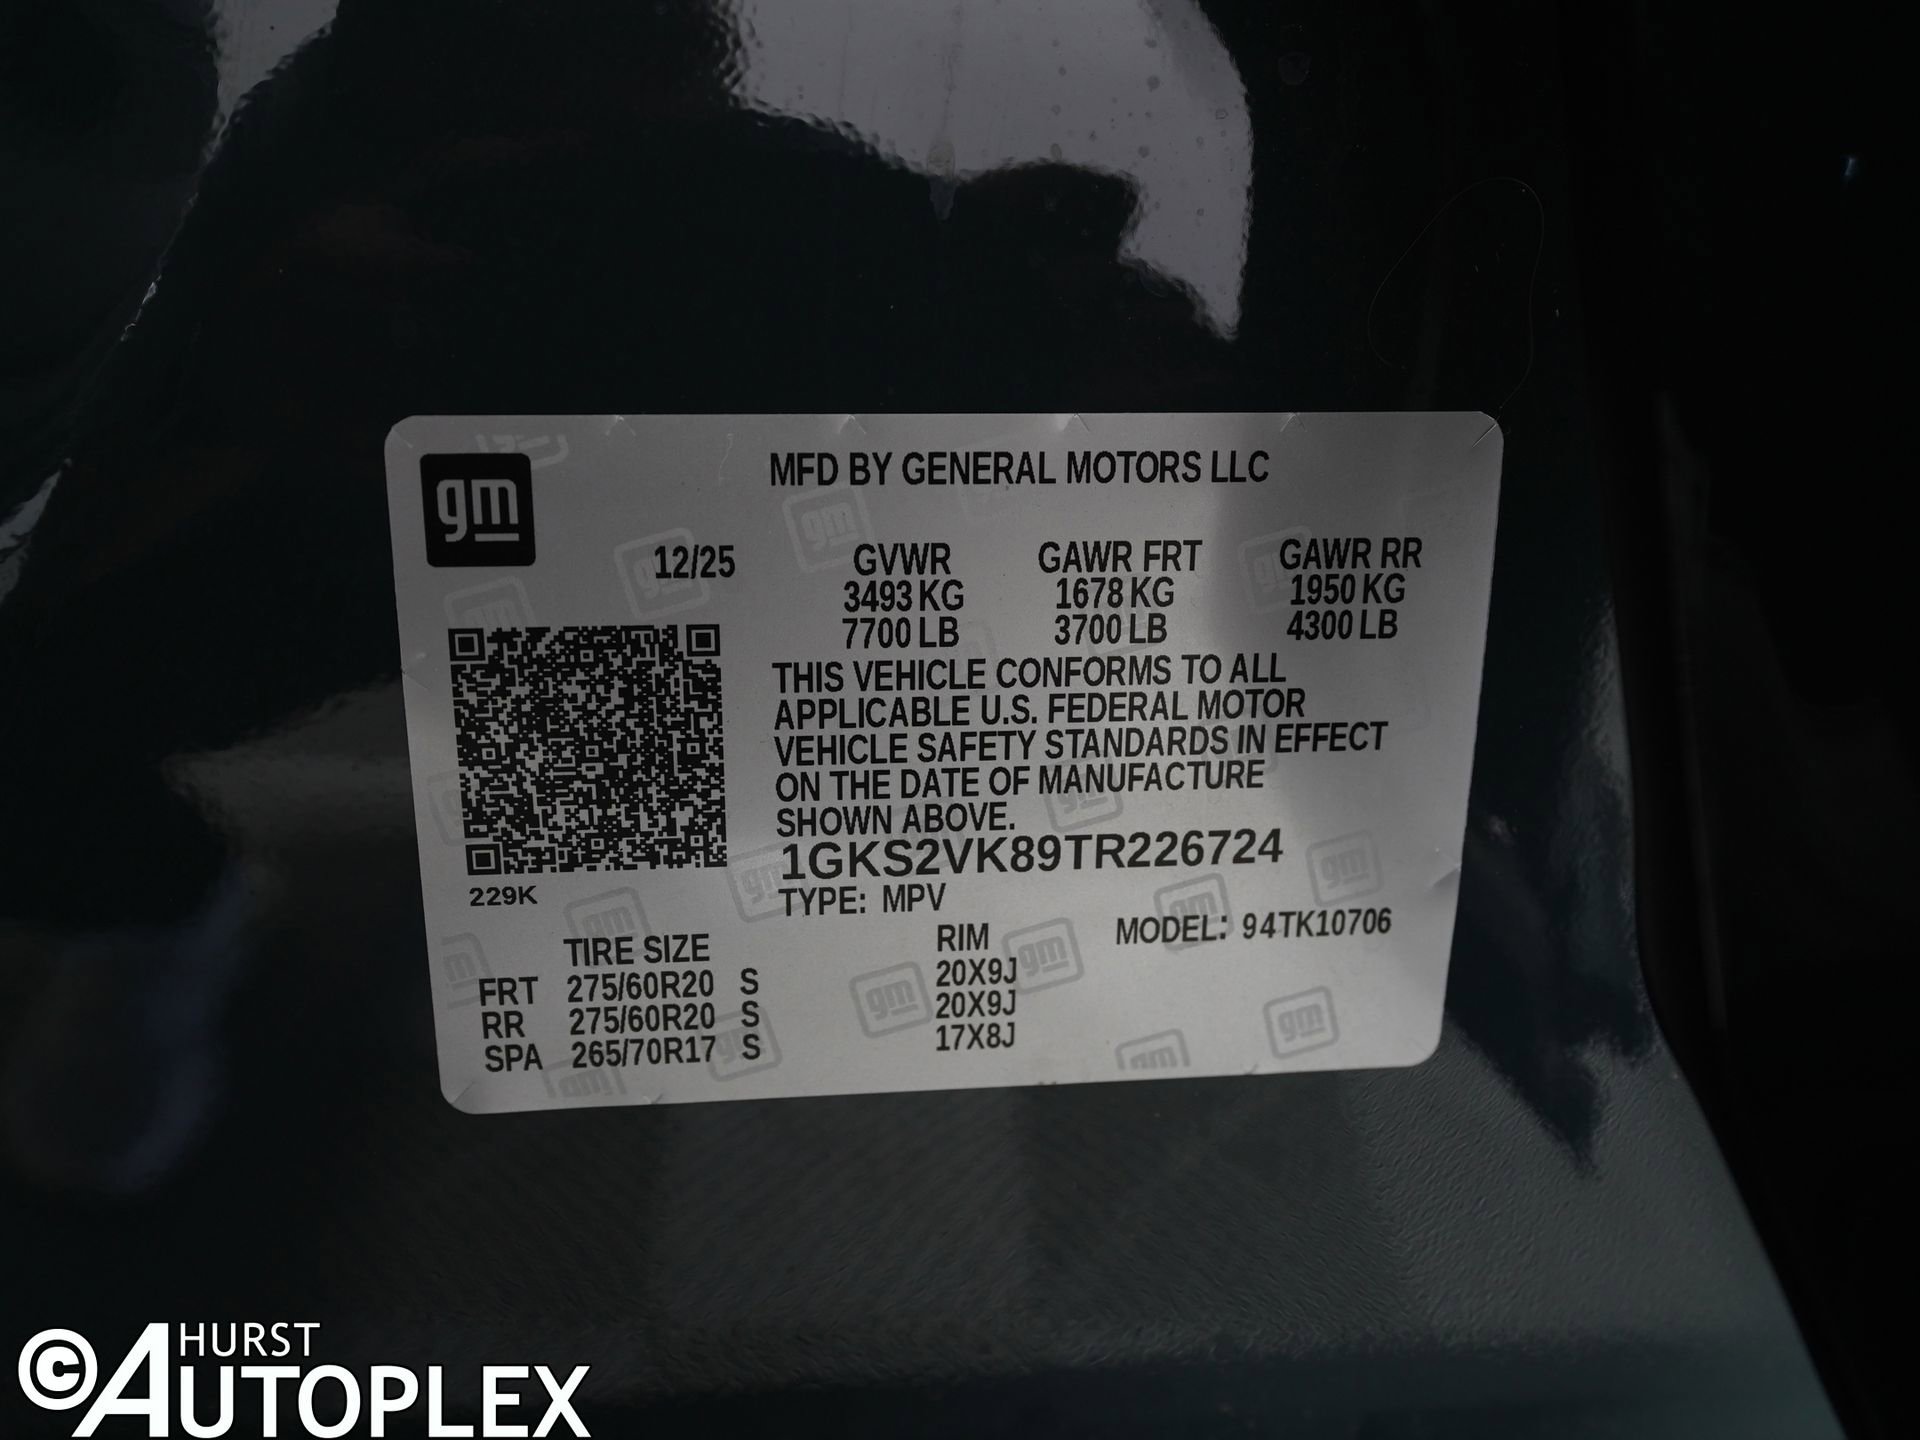 gm
MFD BY GENERAL MOTORS LLC
12/25 GVWR GAWR FRT GAWR RR
3493 KG 1678 KG 1950 KG
7700 LB 3700 LB 4300 LB
THIS VEHICLE CONFORMS TO ALL
APPLICABLE U.S. FEDERAL MOTOR
VEHICLE SAFETY STANDARDS IN EFFECT
ON THE DATE OF MANUFACTURE
SHOWN ABOVE.
1GKS2VK89TR226724
229K
TYPE: MPV
MODEL: 94TK10706
TIRE SIZE RIM
FRT 275/60R20 S 20X9J
RR 275/60R20 S 20X9J
SPA 265/70R17 S 17X8J
© HURST
AUTOPLEX